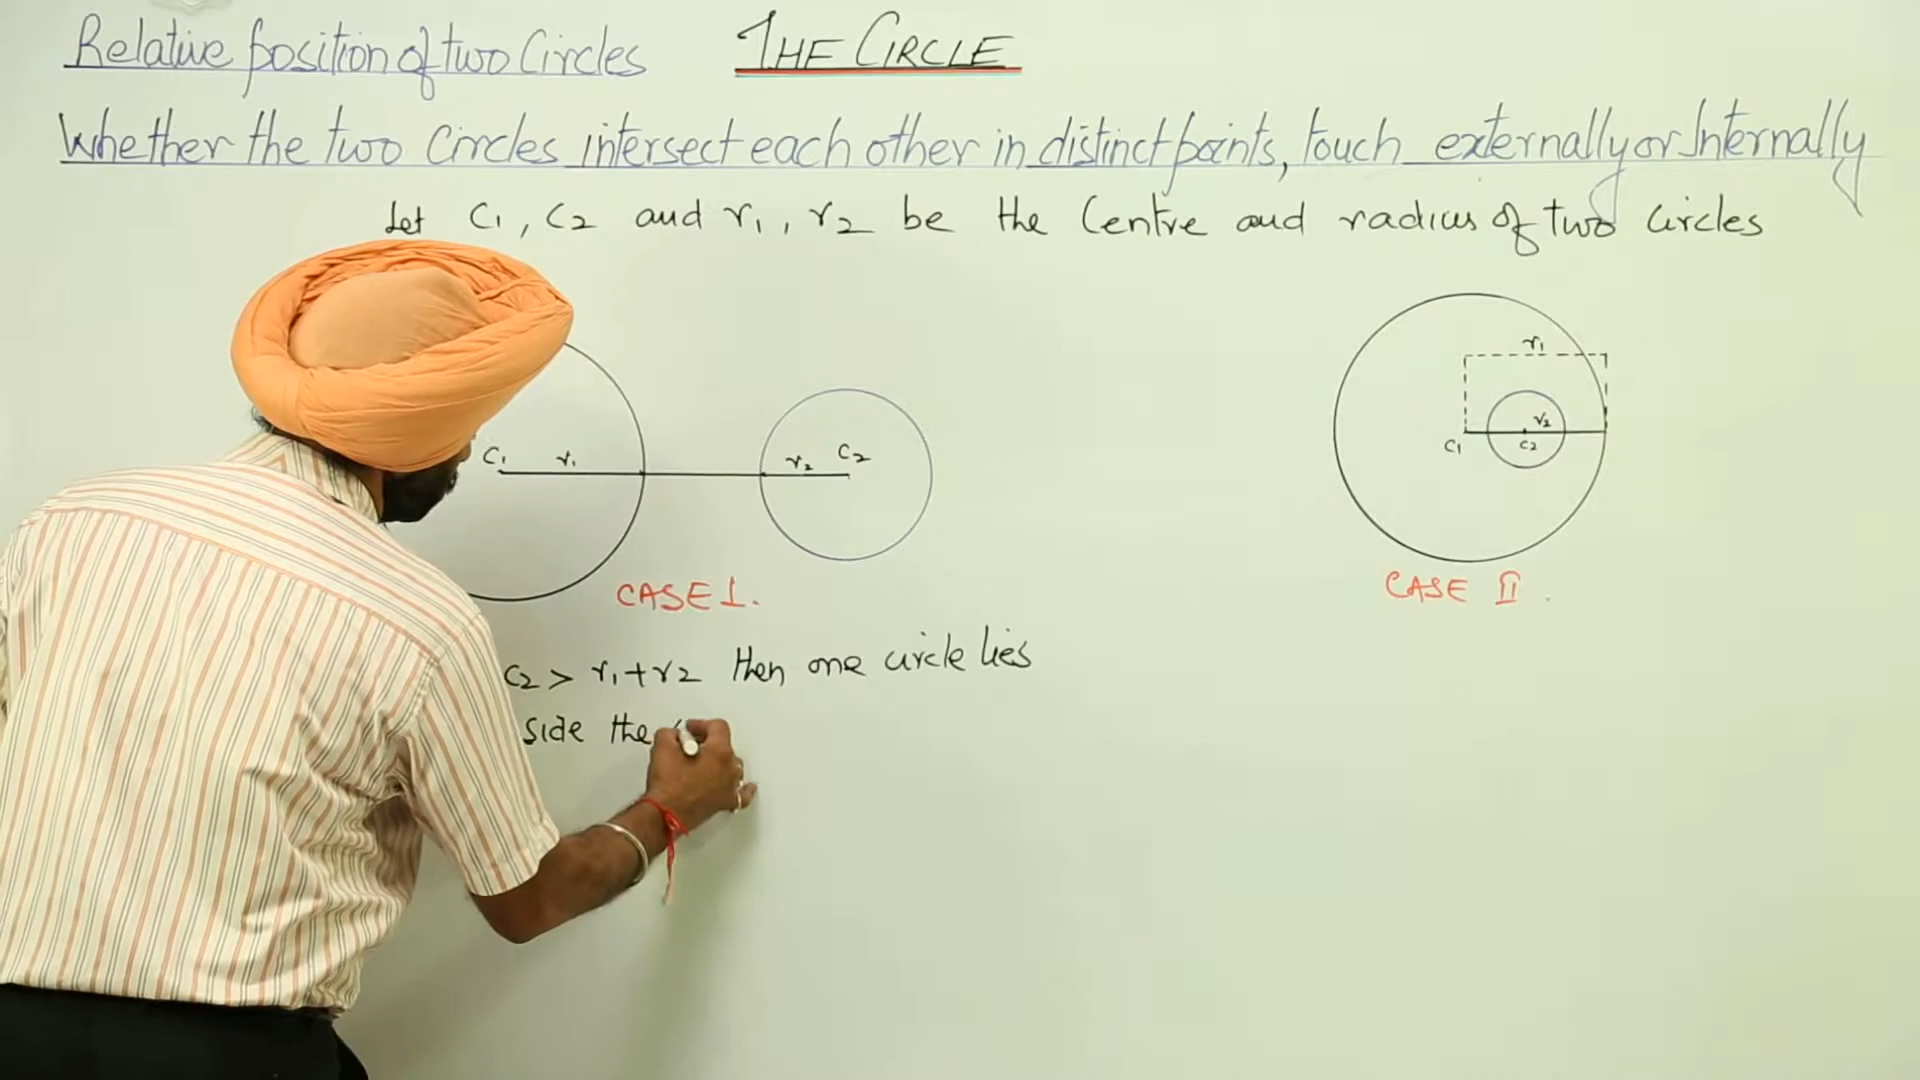 Relative position of two Circles
THE CIRCLE
Whether the two Circles intersect each other in distinct points, touch externally or Internally
Let C1, C2 and r1, r2 be the Centre and radius of two circles
C1 r1 r2 C2
CASE I.
r1
r2
C1 C2
CASE II.
C2 > r1+r2 then one circle lies
side the